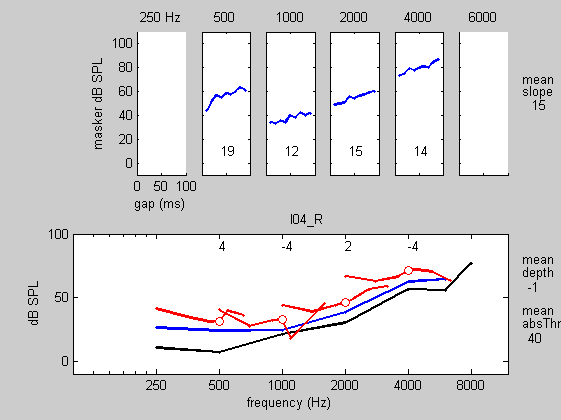 250 Hz 500 1000 2000 4000 6000
masker dB SPL
100
80
60
40
20
0
19 12 15 14
mean
slope
15
0 50 100
gap (ms)
I04_R
dB SPL
100
50
0
4 -4 2 -4
mean
depth
-1
mean
absThr
40
250 500 1000 2000 4000 8000
frequency (Hz)